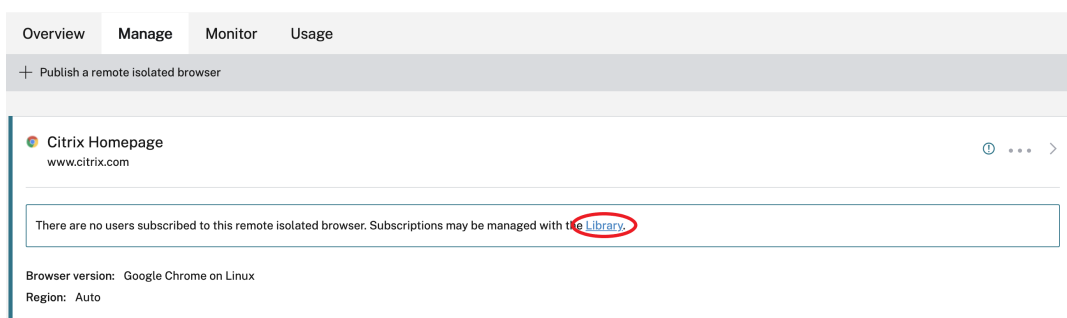 Overview Manage Monitor Usage
Publish a remote isolated browser
Citrix Homepage
www.citrix.com
There are no users subscribed to this remote isolated browser. Subscriptions may be managed with the Library.
Browser version: Google Chrome on Linux
Region: Auto